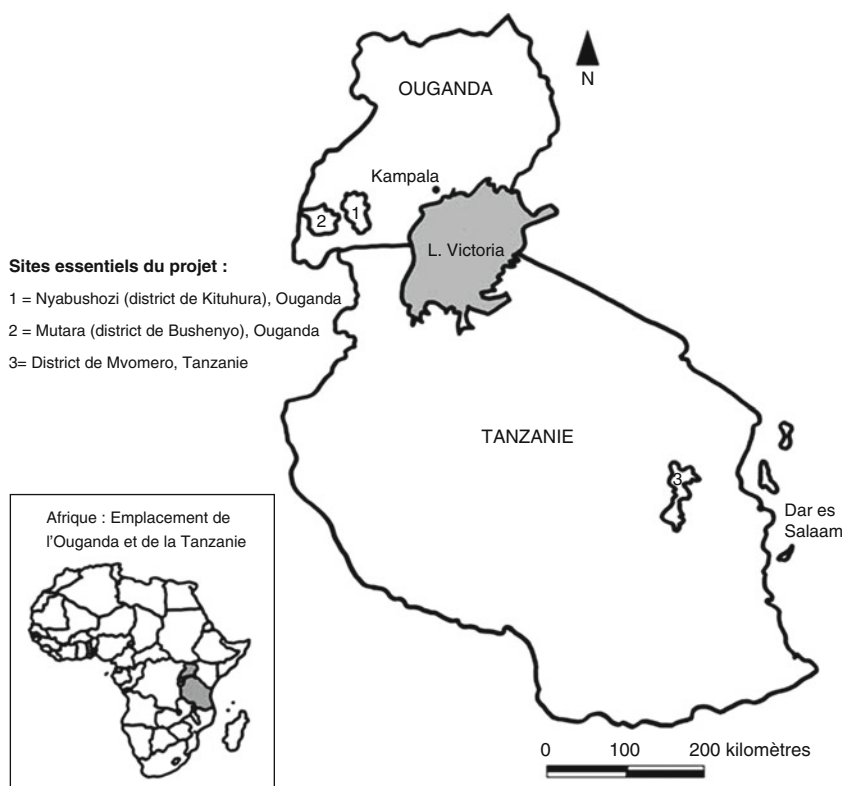 OUGANDA
N
Kampala
1
2
L. Victoria
Sites essentiels du projet :
1 = Nyabushozi (district de Kituhura), Ouganda
2 = Mutara (district de Bushenyo), Ouganda
3= District de Mvomero, Tanzanie
TANZANIE
3
Dar es
Salaam
Afrique : Emplacement de
l'Ouganda et de la Tanzanie
0 100 200 kilomètres